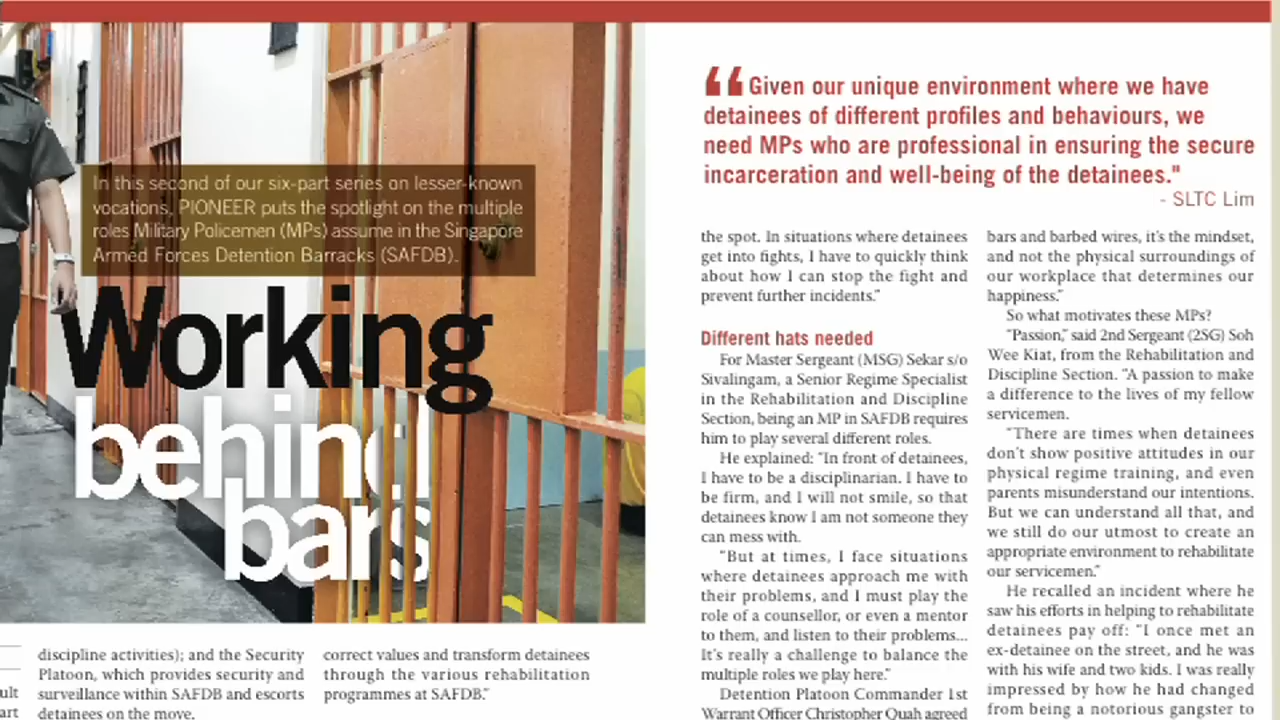 In this second of our six-part series on lesser-known
vocations, PIONEER puts the spotlight on the multiple
roles Military Policemen (MPs) assume in the Singapore
Armed Forces Detention Barracks (SAFDB).
Working
behind
bars
ult
art
discipline activities); and the Security
Platoon, which provides security and
surveillance within SAFDB and escorts
detainees on the move.
correct values and transform detainees
through the various rehabilitation
programmes at SAFDB."
“Given our unique environment where we have
detainees of different profiles and behaviours, we
need MPs who are professional in ensuring the secure
incarceration and well-being of the detainees."
- SLTC Lim
the spot. In situations where detainees
get into fights, I have to quickly think
about how I can stop the fight and
prevent further incidents."
Different hats needed
For Master Sergeant (MSG) Sekar s/o
Sivalingam, a Senior Regime Specialist
in the Rehabilitation and Discipline
Section, being an MP in SAFDB requires
him to play several different roles.
He explained: "In front of detainees,
I have to be a disciplinarian. I have to
be firm, and I will not smile, so that
detainees know I am not someone they
can mess with.
"But at times, I face situations
where detainees approach me with
their problems, and I must play the
role of a counsellor, or even a mentor
to them, and listen to their problems...
It's really a challenge to balance the
multiple roles we play here."
Detention Platoon Commander 1st
Warrant Officer Christopher Quah agreed
bars and barbed wires, it's the mindset,
and not the physical surroundings of
our workplace that determines our
happiness."
So what motivates these MPs?
"Passion," said 2nd Sergeant (2SG) Soh
Wee Kiat, from the Rehabilitation and
Discipline Section. "A passion to make
a difference to the lives of my fellow
servicemen.
"There are times when detainees
don't show positive attitudes in our
physical regime training, and even
parents misunderstand our intentions.
But we can understand all that, and
we still do our utmost to create an
appropriate environment to rehabilitate
our servicemen."
He recalled an incident where he
saw his efforts in helping to rehabilitate
detainees pay off: "I once met an
ex-detainee on the street, and he was
with his wife and two kids. I was really
impressed by how he had changed
from being a notorious gangster to